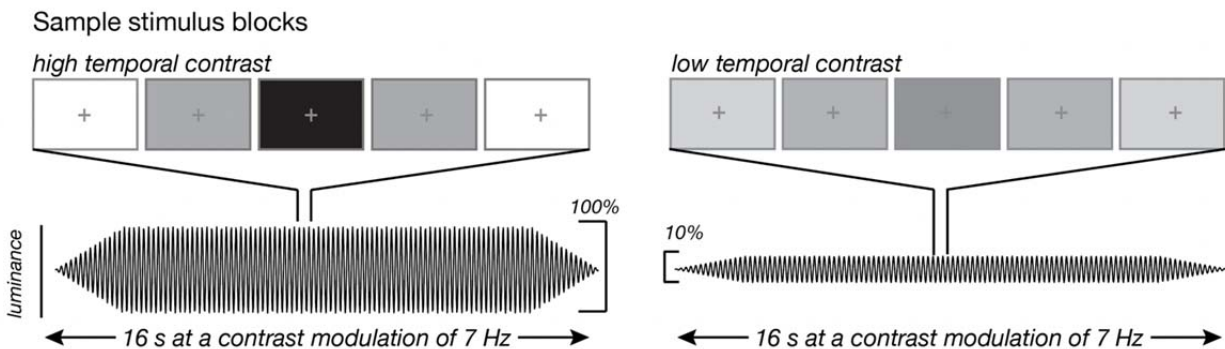 Sample stimulus blocks
high temporal contrast
low temporal contrast
100%
10%
luminance
16 s at a contrast modulation of 7 Hz
16 s at a contrast modulation of 7 Hz